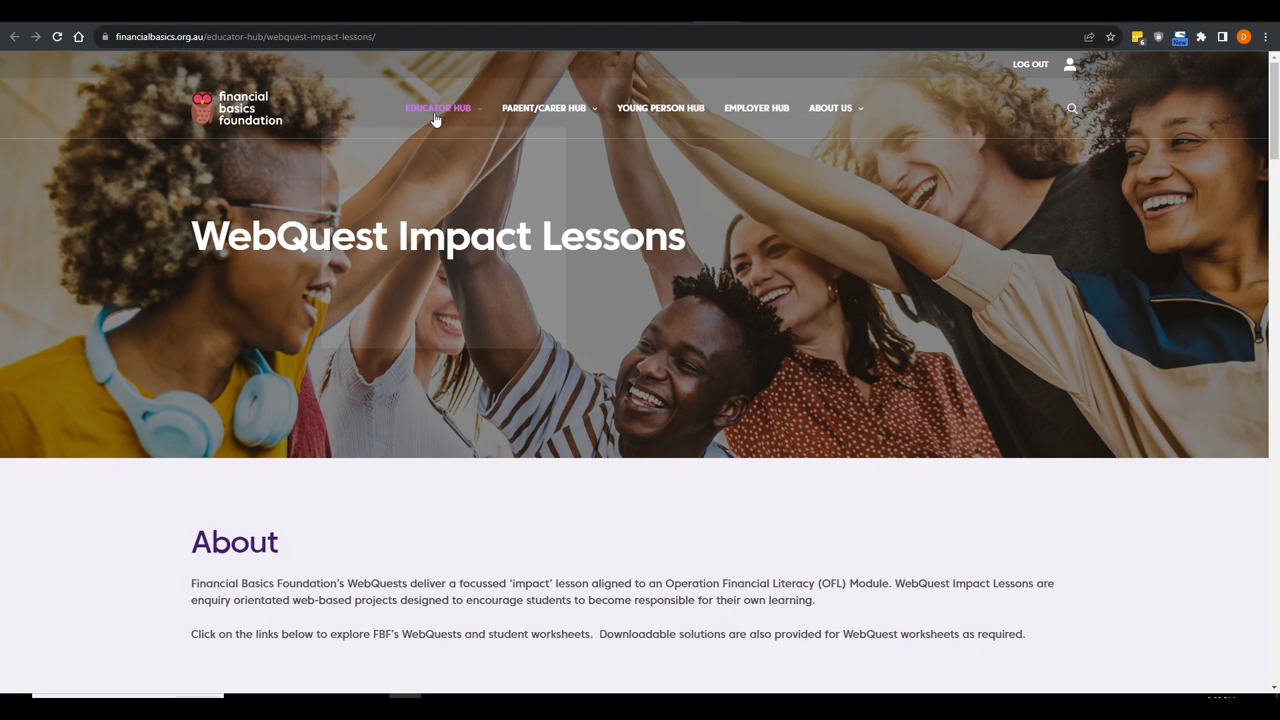 financialbasics.org.au/educator-hub/webquest-impact-lessons/
6
New
D
LOG OUT
financial
basics
foundation
EDUCATOR HUB
PARENT/CARER HUB
YOUNG PERSON HUB
EMPLOYER HUB
ABOUT US
WebQuest Impact Lessons
About
Financial Basics Foundation's WebQuests deliver a focussed 'impact' lesson aligned to an Operation Financial Literacy (OFL) Module. WebQuest Impact Lessons are
enquiry orientated web-based projects designed to encourage students to become responsible for their own learning.
Click on the links below to explore FBF's WebQuests and student worksheets.  Downloadable solutions are also provided for WebQuest worksheets as required.